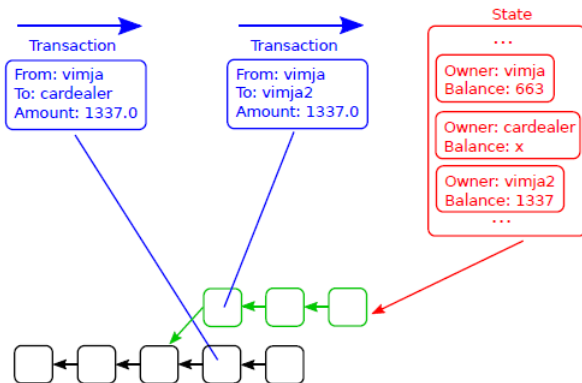 Transaction
From: vimja
To: cardealer
Amount: 1337.0
Transaction
From: vimja
To: vimja2
Amount: 1337.0
State
...
Owner: vimja
Balance: 663
Owner: cardealer
Balance: x
Owner: vimja2
Balance: 1337
...